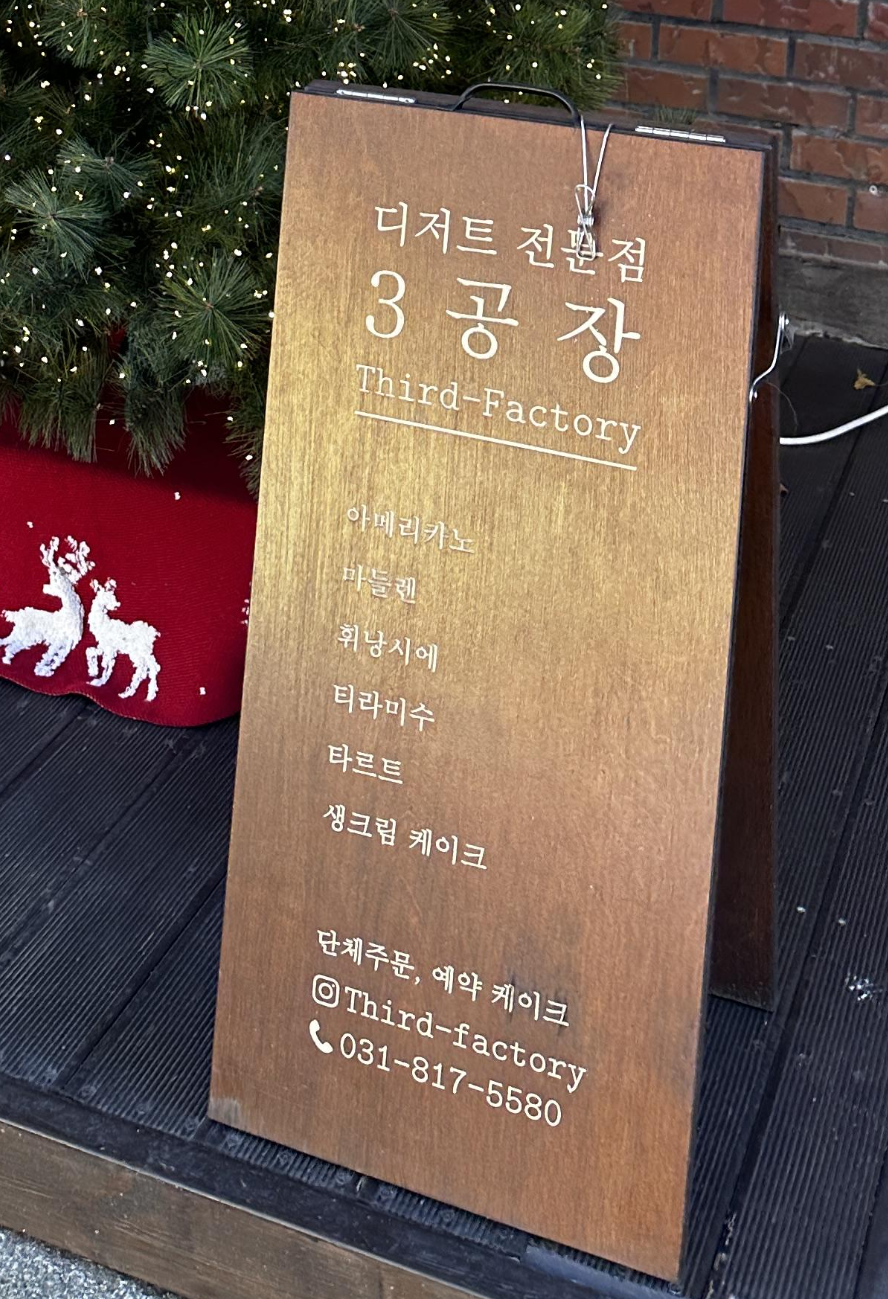 디저트 전문점
3 공 장
Third-Factory
아메리카노
마들렌
휘낭시에
티라미수
타르트
생크림 케이크
단체주문, 예약 케이크
Third-factory
031-817-5580